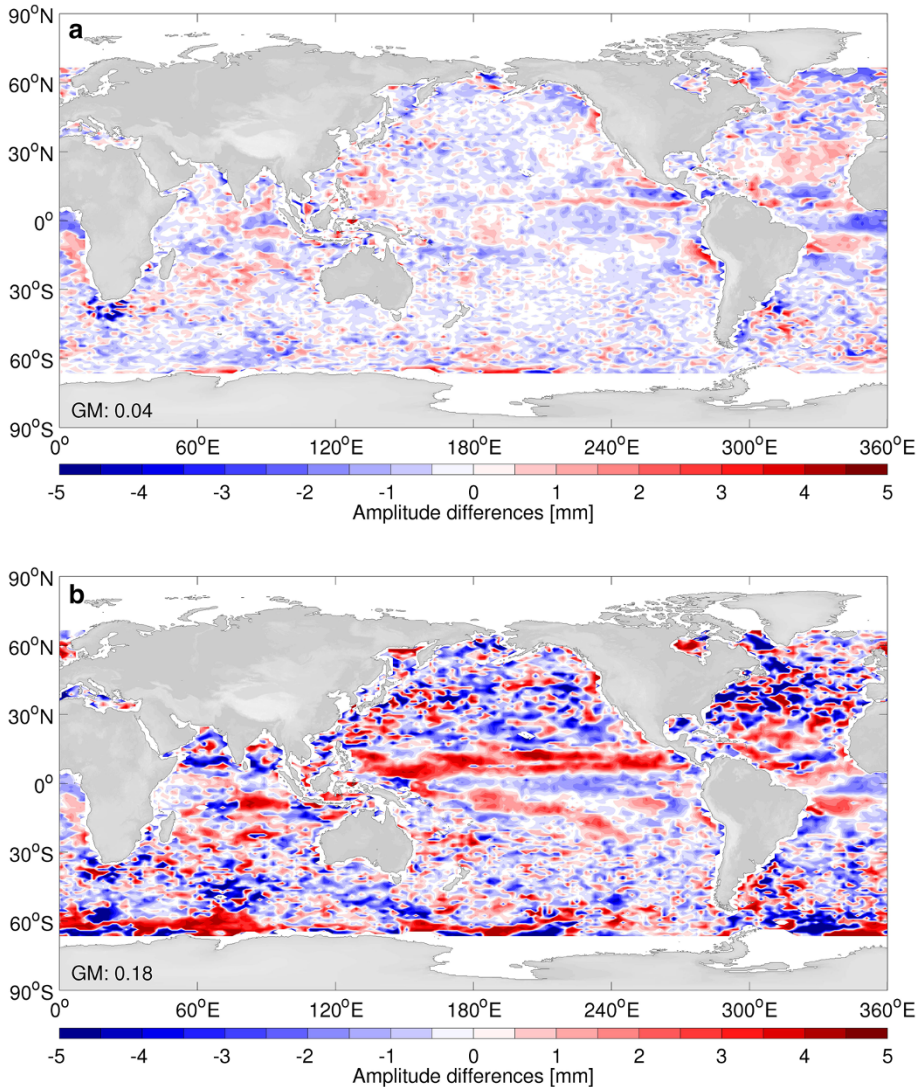 a
90°N
60°N
30°N
0°
30°S
60°S
90°S
GM: 0.04
0° 60°E 120°E 180°E 240°E 300°E 360°E
-5 -4 -3 -2 -1 0 1 2 3 4 5
Amplitude differences [mm]
b
90°N
60°N
30°N
0°
30°S
60°S
90°S
GM: 0.18
0° 60°E 120°E 180°E 240°E 300°E 360°E
-5 -4 -3 -2 -1 0 1 2 3 4 5
Amplitude differences [mm]